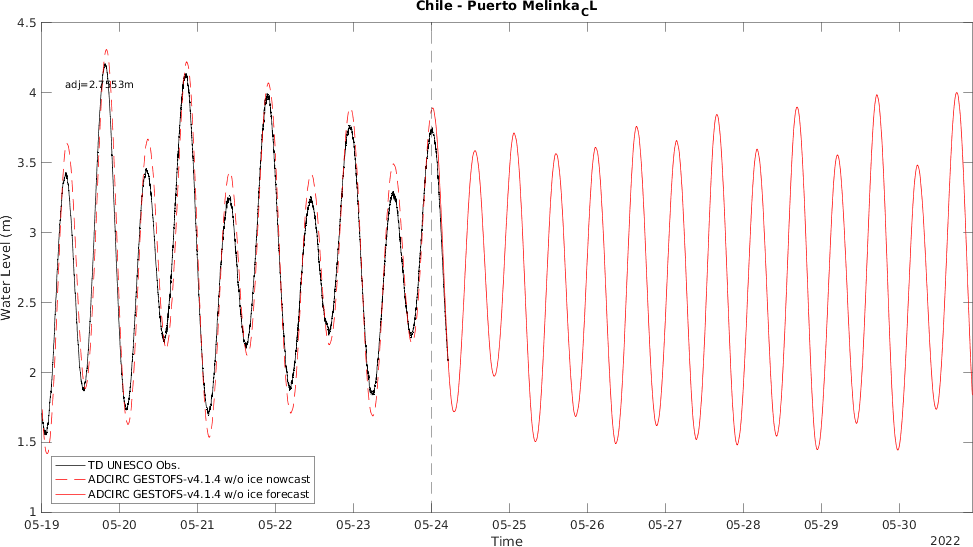 Chile - Puerto Melinka_CL
adj=2.7553m
Water Level (m)
4.5
4
3.5
3
2.5
2
1.5
1
TD UNESCO Obs.
ADCIRC GESTOFS-v4.1.4 w/o ice nowcast
ADCIRC GESTOFS-v4.1.4 w/o ice forecast
05-19 05-20 05-21 05-22 05-23 05-24 05-25 05-26 05-27 05-28 05-29 05-30
Time
2022